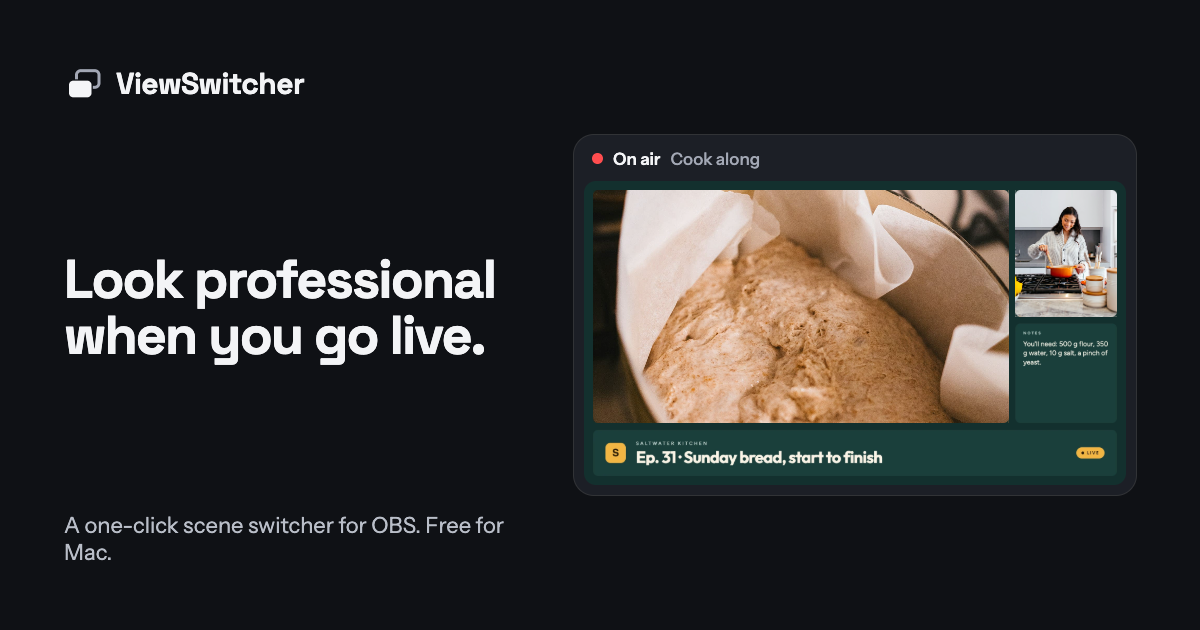 ViewSwitcher
Look professional
when you go live.
A one-click scene switcher for OBS. Free for
Mac.
On air Cook along
NOTES
You'll need: 500 g flour, 350
g water, 10 g salt, a pinch of
yeast.
S
SALTWATER KITCHEN
Ep. 31 · Sunday bread, start to finish
LIVE